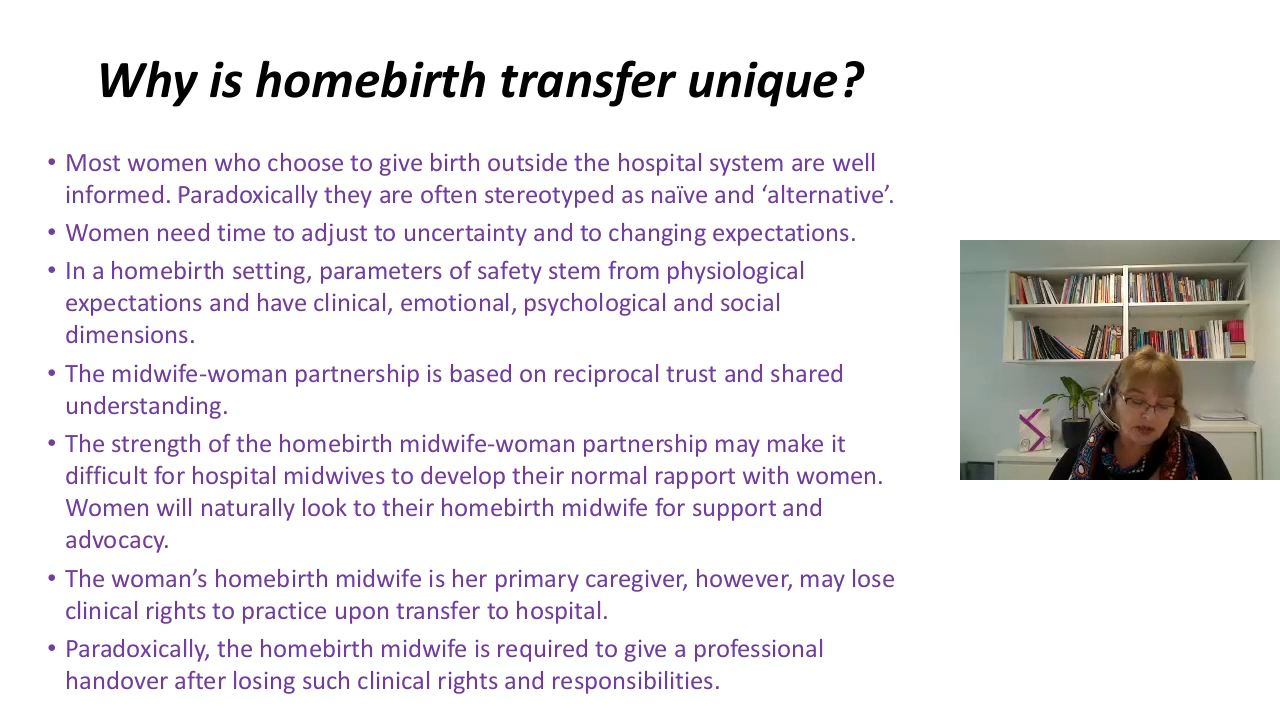 Why is homebirth transfer unique?
• Most women who choose to give birth outside the hospital system are well
informed. Paradoxically they are often stereotyped as naïve and ‘alternative’.
• Women need time to adjust to uncertainty and to changing expectations.
• In a homebirth setting, parameters of safety stem from physiological
expectations and have clinical, emotional, psychological and social
dimensions.
• The midwife-woman partnership is based on reciprocal trust and shared
understanding.
• The strength of the homebirth midwife-woman partnership may make it
difficult for hospital midwives to develop their normal rapport with women.
Women will naturally look to their homebirth midwife for support and
advocacy.
• The woman’s homebirth midwife is her primary caregiver, however, may lose
clinical rights to practice upon transfer to hospital.
• Paradoxically, the homebirth midwife is required to give a professional
handover after losing such clinical rights and responsibilities.